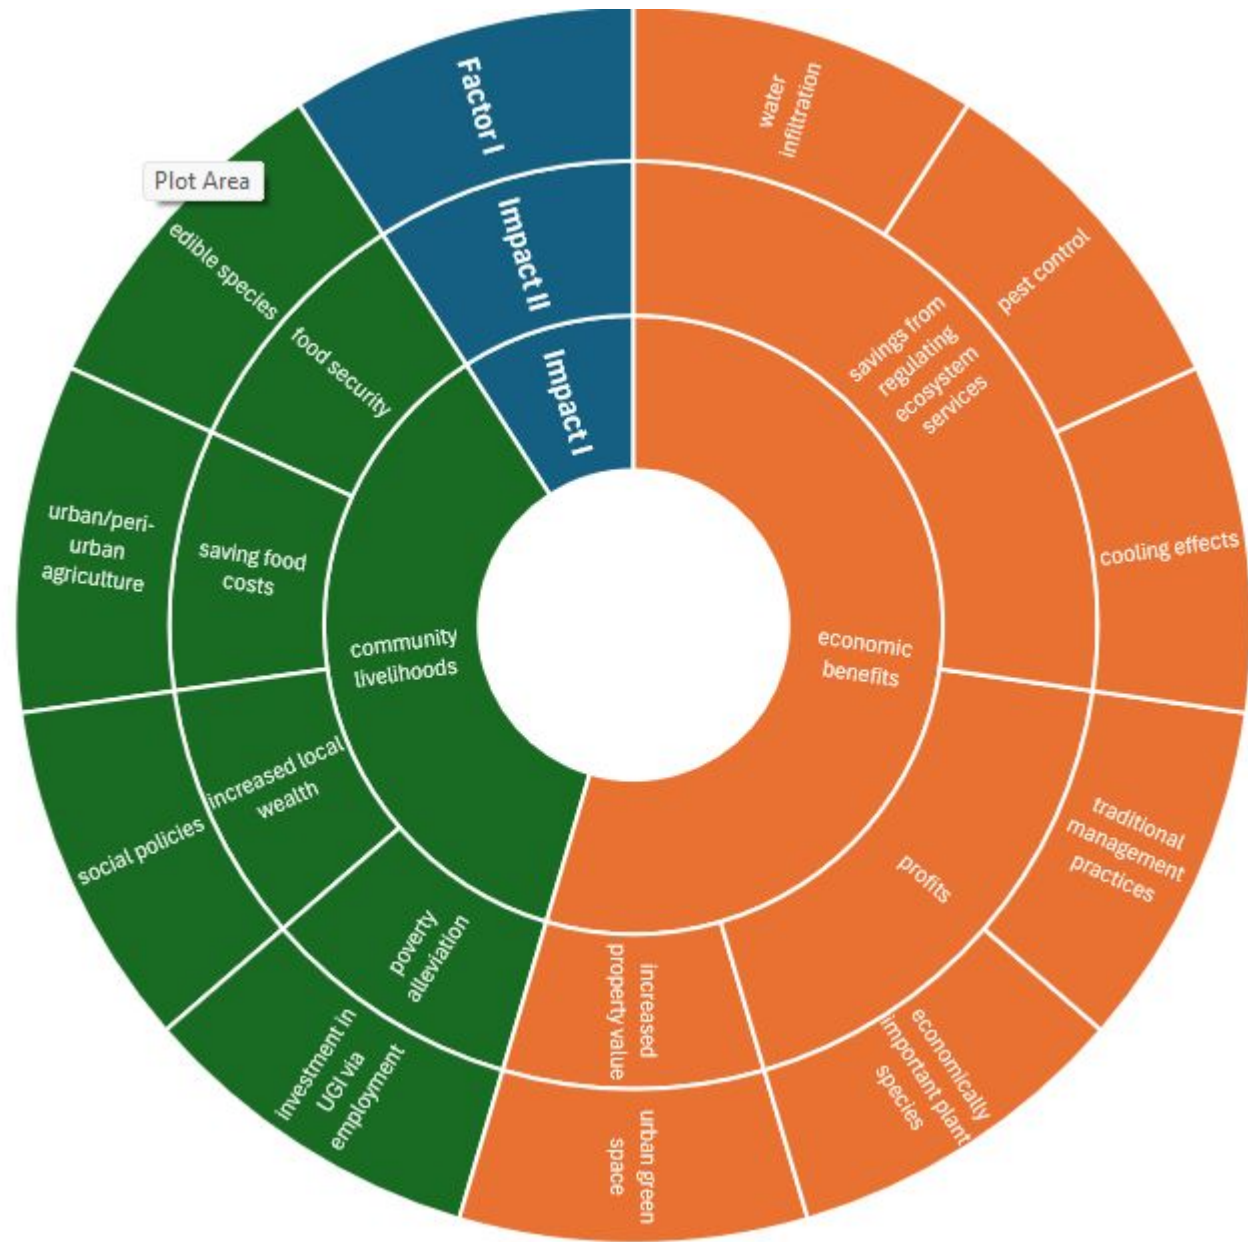 Factor I
Impact II
Impact I
water
infiltration
pest control
cooling effects
savings from
regulating
ecosystem
services
economic
benefits
traditional
management
practices
profits
economically
important plant
species
increased
property value
urban green
space
Plot Area
edible species
food security
urban/peri-
urban
agriculture
saving food
costs
community
livelihoods
increased local
wealth
social policies
poverty
alleviation
investment in
UGI via
employment